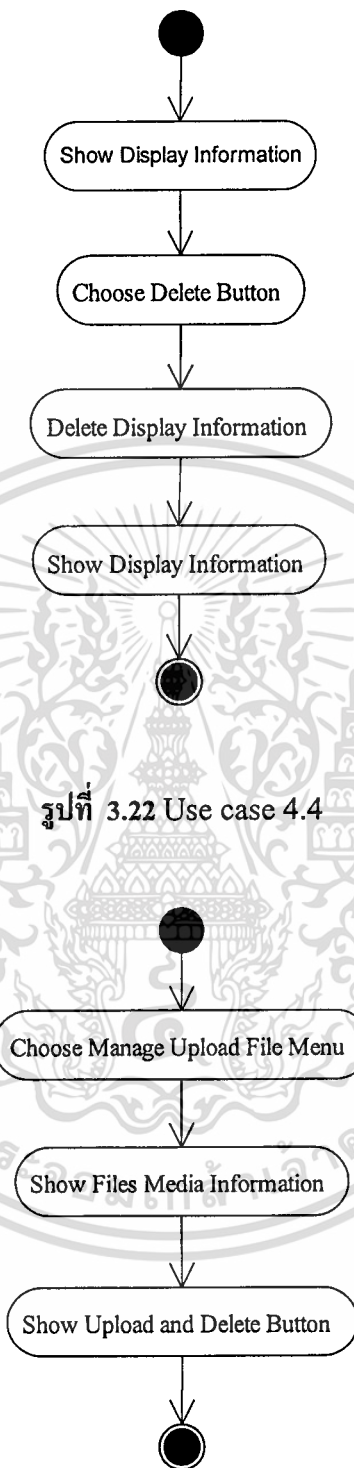 Show Display Information
Choose Delete Button
Delete Display Information
Show Display Information
รูปที่ 3.22 Use case 4.4
Choose Manage Upload File Menu
Show Files Media Information
Show Upload and Delete Button